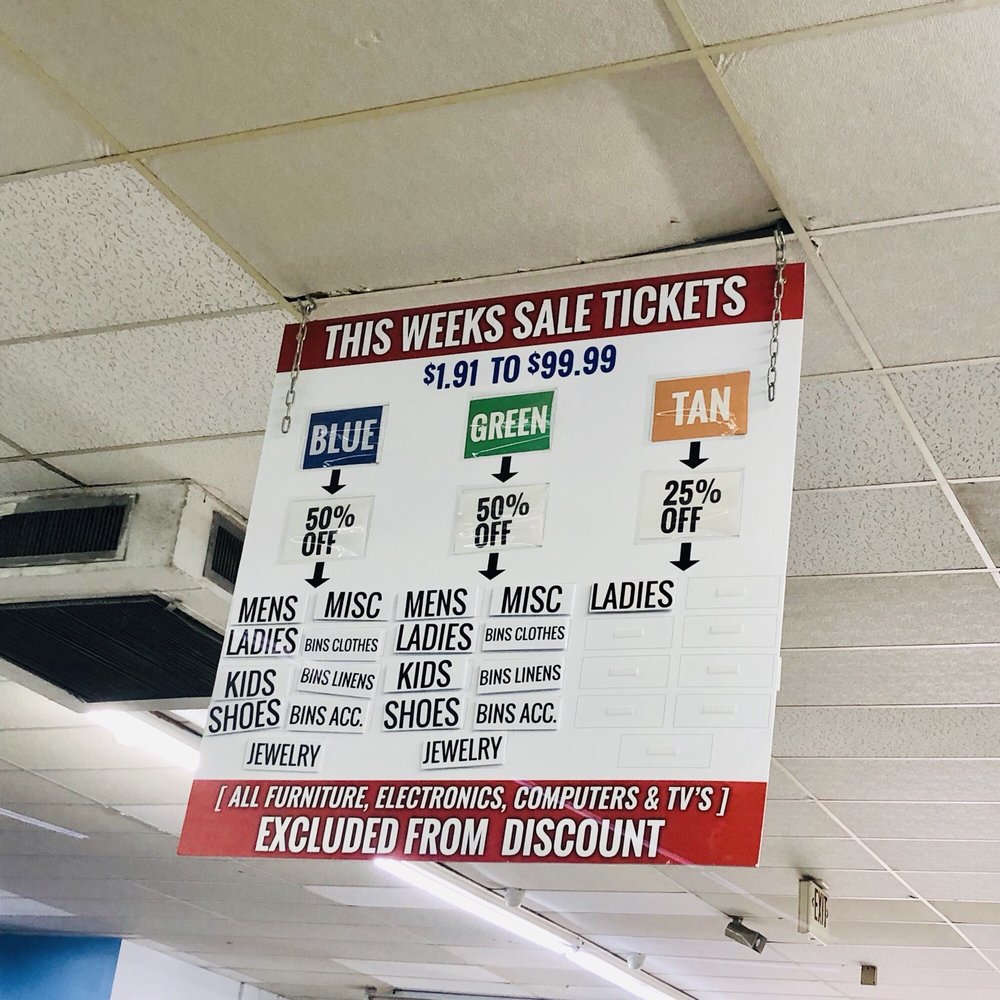 THIS WEEKS SALE TICKETS
$1.91 TO $99.99
BLUE GREEN TAN
50% OFF 50% OFF 25% OFF
MENS MISC MENS MISC LADIES
LADIES BINS CLOTHES LADIES BINS CLOTHES
KIDS BINS LINENS KIDS BINS LINENS
SHOES BINS ACC. SHOES BINS ACC.
JEWELRY JEWELRY
[ ALL FURNITURE, ELECTRONICS, COMPUTERS & TV'S ]
EXCLUDED FROM DISCOUNT
EXIT